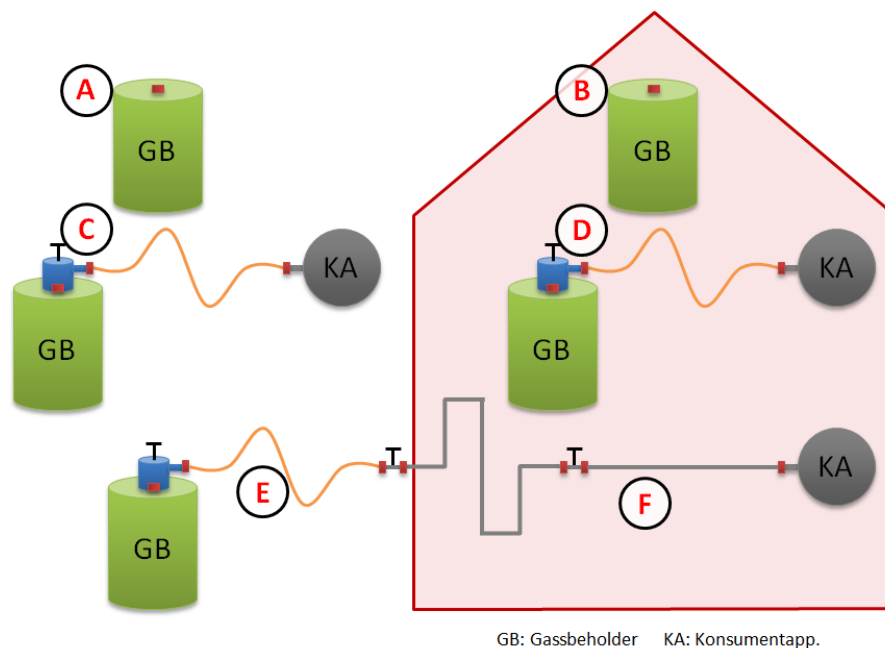 A
B
GB
GB
C
D
KA
KA
GB
GB
E
F
KA
GB
GB: Gassbeholder KA: Konsumentapp.